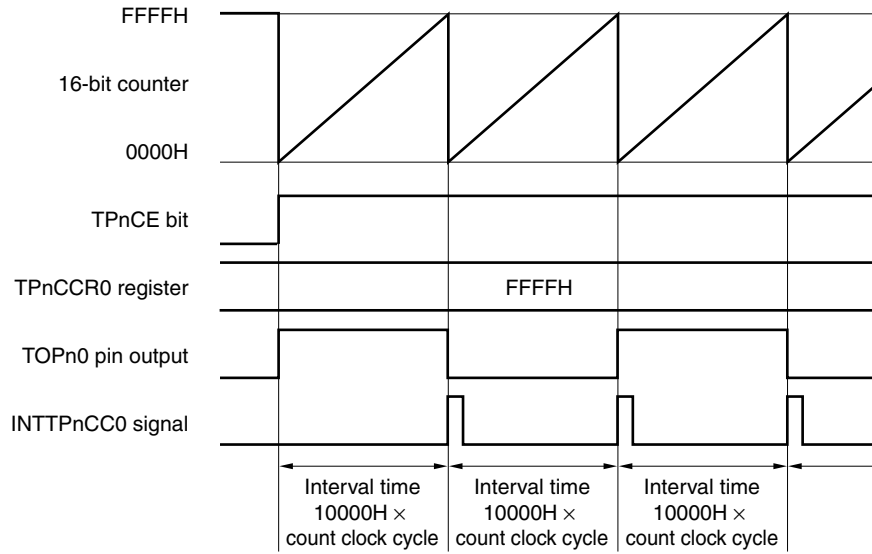 FFFFH
16-bit counter
0000H
TPnCE bit
TPnCCR0 register
FFFFH
TOPn0 pin output
INTTPnCC0 signal
Interval time
10000H ×
count clock cycle
Interval time
10000H ×
count clock cycle
Interval time
10000H ×
count clock cycle